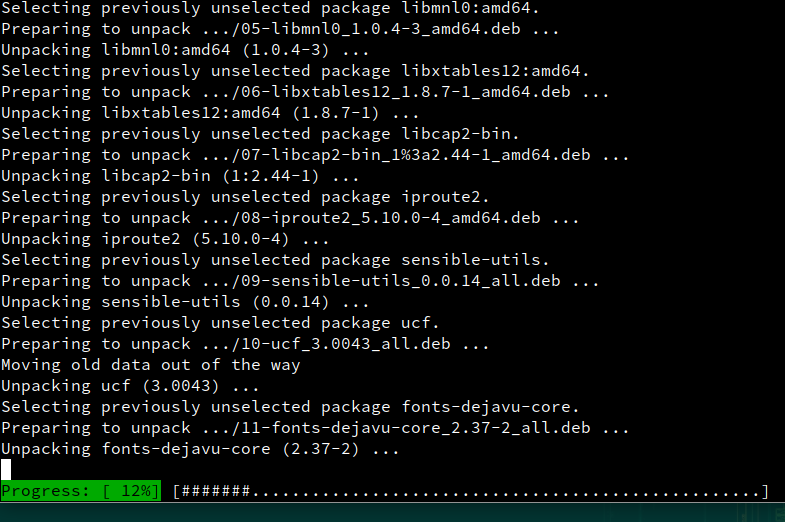 Selecting previously unselected package libmnl0:amd64.
Preparing to unpack .../05-libmnl0_1.0.4-3_amd64.deb ...
Unpacking libmnl0:amd64 (1.0.4-3) ...
Selecting previously unselected package libxtables12:amd64.
Preparing to unpack .../06-libxtables12_1.8.7-1_amd64.deb ...
Unpacking libxtables12:amd64 (1.8.7-1) ...
Selecting previously unselected package libcap2-bin.
Preparing to unpack .../07-libcap2-bin_1%3a2.44-1_amd64.deb ...
Unpacking libcap2-bin (1:2.44-1) ...
Selecting previously unselected package iproute2.
Preparing to unpack .../08-iproute2_5.10.0-4_amd64.deb ...
Unpacking iproute2 (5.10.0-4) ...
Selecting previously unselected package sensible-utils.
Preparing to unpack .../09-sensible-utils_0.0.14_all.deb ...
Unpacking sensible-utils (0.0.14) ...
Selecting previously unselected package ucf.
Preparing to unpack .../10-ucf_3.0043_all.deb ...
Moving old data out of the way
Unpacking ucf (3.0043) ...
Selecting previously unselected package fonts-dejavu-core.
Preparing to unpack .../11-fonts-dejavu-core_2.37-2_all.deb ...
Unpacking fonts-dejavu-core (2.37-2) ...
Progress: [ 12%] [#######...................................................]